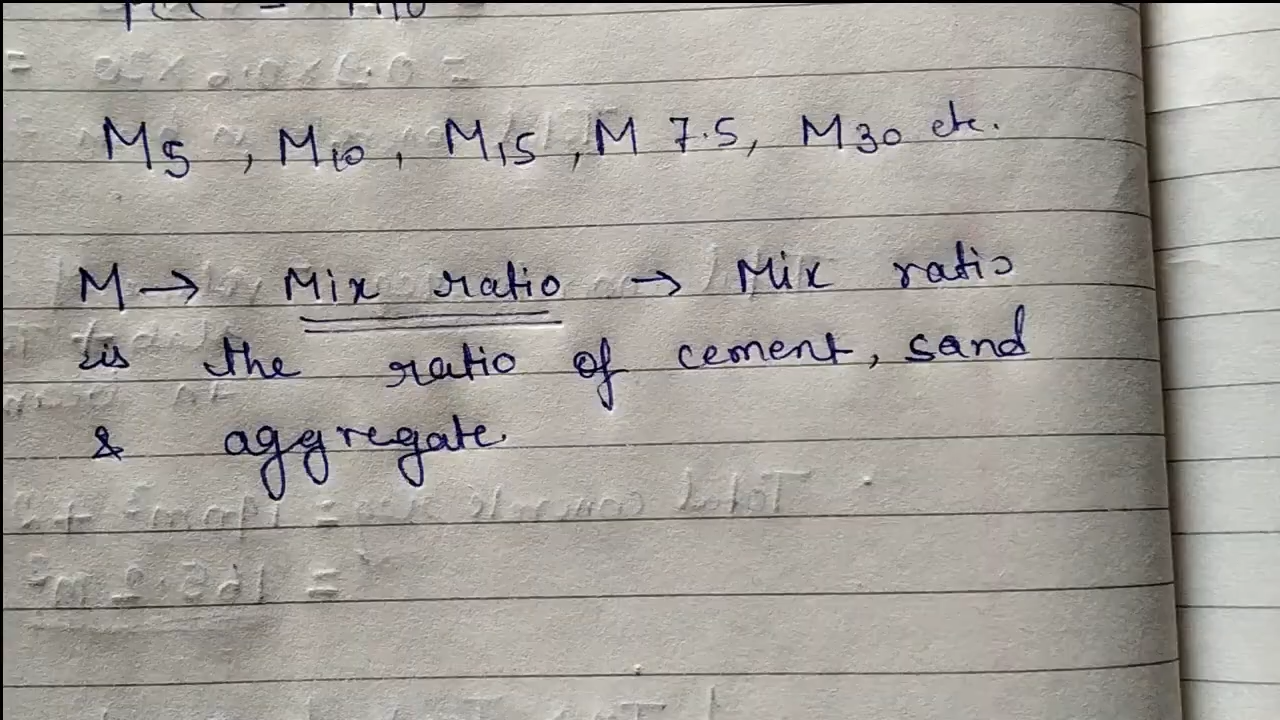 M5, M10, M15, M 7.5, M30 etc.
M → Mix ratio → Mix ratio
is the ratio of cement, sand
& aggregate.